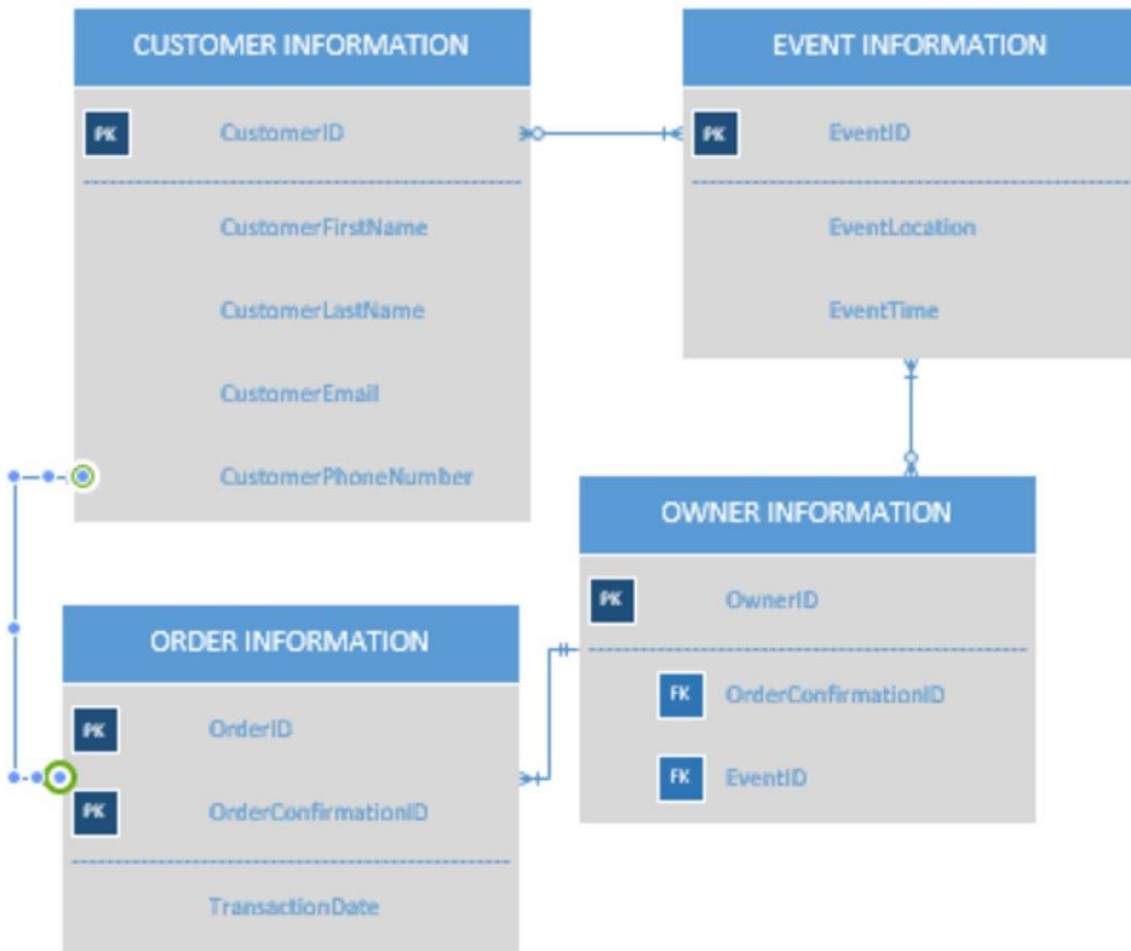 CUSTOMER INFORMATION
PK CustomerID
CustomerFirstName
CustomerLastName
CustomerEmail
CustomerPhoneNumber
EVENT INFORMATION
PK EventID
EventLocation
EventTime
OWNER INFORMATION
PK OwnerID
FK OrderConfirmationID
FK EventID
ORDER INFORMATION
PK OrderID
PK OrderConfirmationID
TransactionDate